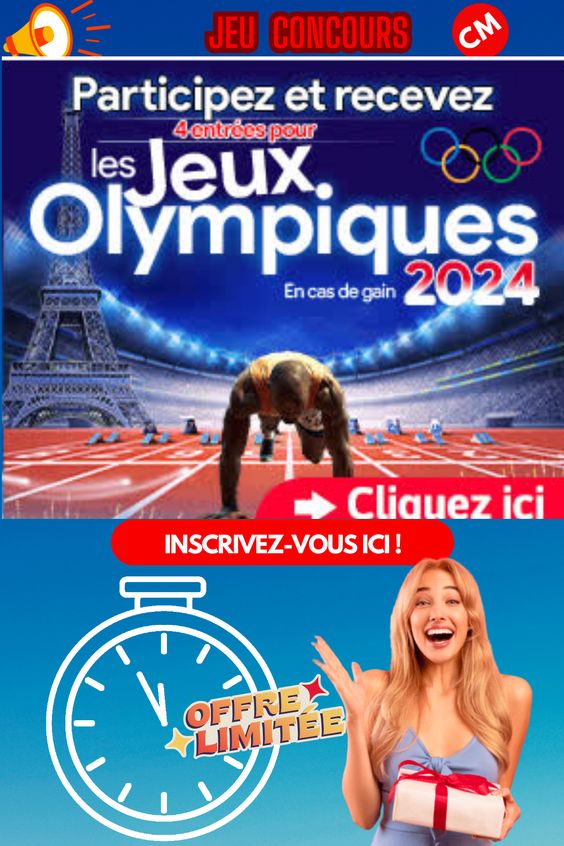 JEU CONCOURS
CM
Participez et recevez
4 entrées pour
les Jeux
Olympiques
En cas de gain 2024
Cliquez ici
INSCRIVEZ-VOUS ICI !
OFFRE
LIMITÉE